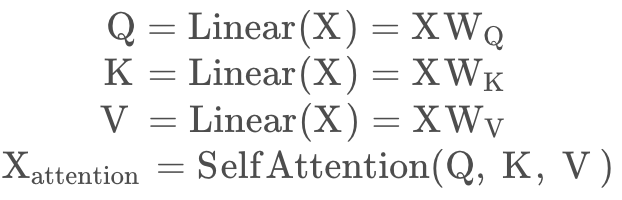 Q = Linear(X) = XW_Q
K = Linear(X) = XW_K
V = Linear(X) = XW_V
X_attention = SelfAttention(Q, K, V)